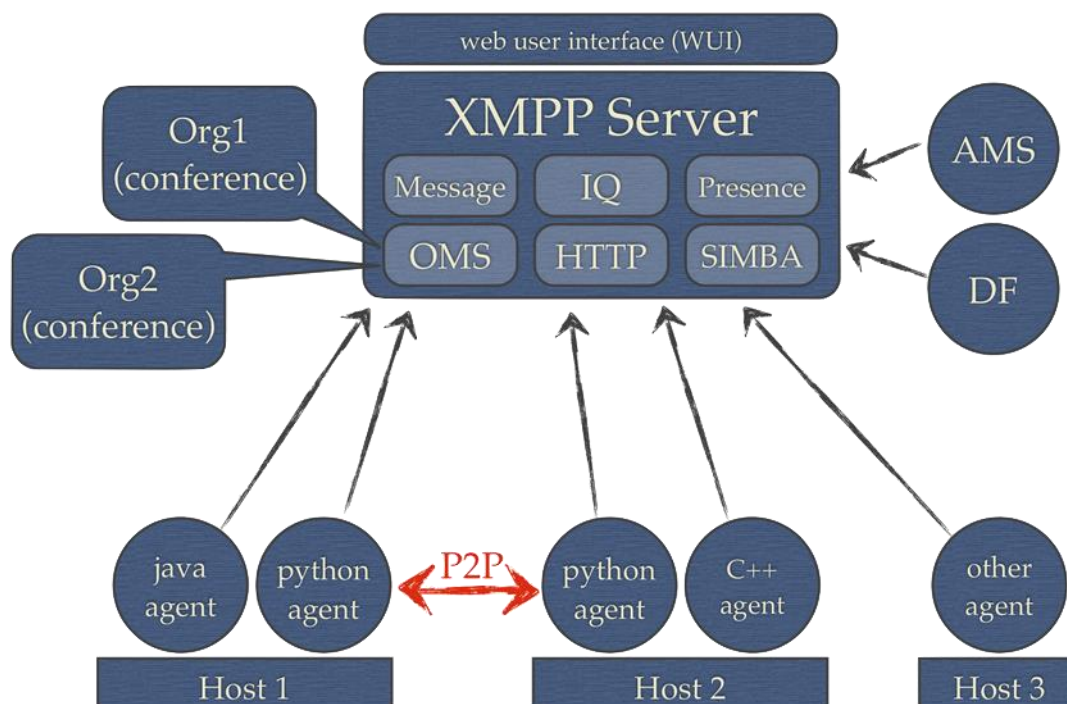 web user interface (WUI)
XMPP Server
Message
IQ
Presence
OMS
HTTP
SIMBA
Org1
(conference)
Org2
(conference)
AMS
DF
java
agent
python
agent
P2P
python
agent
C++
agent
other
agent
Host 1
Host 2
Host 3